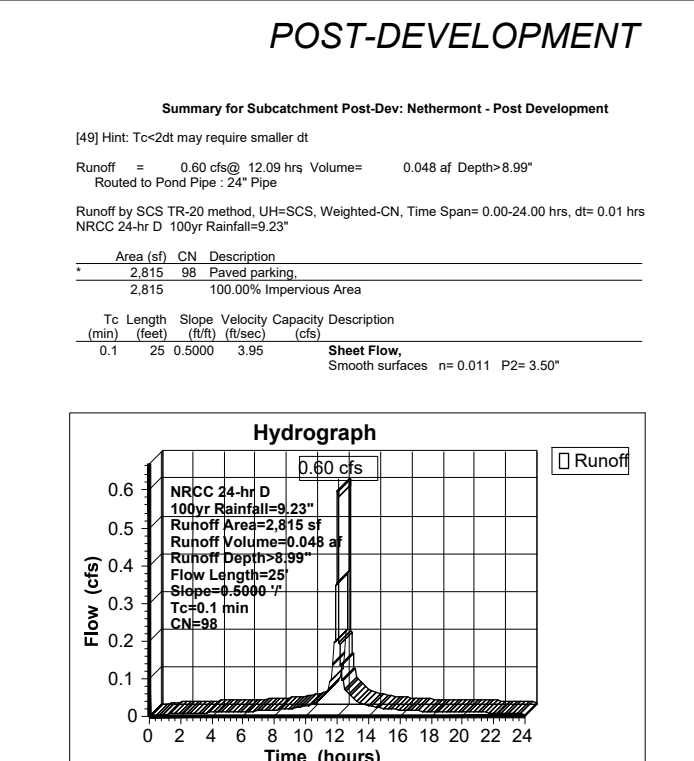 POST-DEVELOPMENT
Summary for Subcatchment Post-Dev: Nethermont - Post Development
[49] Hint: Tc<2dt may require smaller dt
Runoff = 0.60 cfs@ 12.09 hrs, Volume= 0.048 af, Depth>8.99"
Routed to Pond Pipe : 24" Pipe
Runoff by SCS TR-20 method, UH=SCS, Weighted-CN, Time Span= 0.00-24.00 hrs, dt= 0.01 hrs
NRCC 24-hr D 100yr Rainfall=9.23"
Area (sf) CN Description
* 2,815 98 Paved parking,
2,815 100.00% Impervious Area
Tc Length Slope Velocity Capacity Description
(min) (feet) (ft/ft) (ft/sec) (cfs)
0.1 25 0.5000 3.95 Sheet Flow,
Smooth surfaces n= 0.011 P2= 3.50"
Hydrograph
Runoff
0.60 cfs
NRCC 24-hr D
100yr Rainfall=9.23"
Runoff Area=2,815 sf
Runoff Volume=0.048 af
Runoff Depth>8.99"
Flow Length=25'
Slope=0.5000 '/'
Tc=0.1 min
CN=98
Flow (cfs)
0.6
0.5
0.4
0.3
0.2
0.1
0
0 2 4 6 8 10 12 14 16 18 20 22 24
Time (hours)